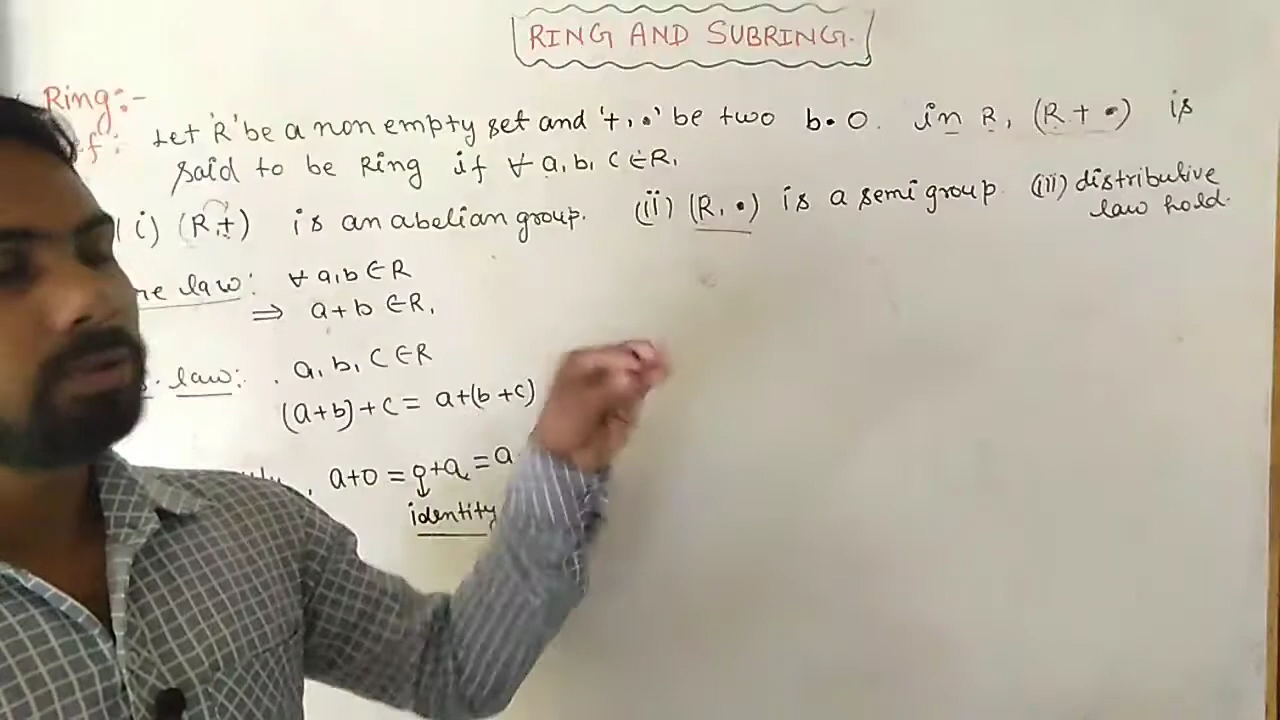 RING AND SUBRING.
Ring:-
Let 'R' be a non empty set and '+, •' be two b•o. in R, (R + •) is
said to be Ring if ∀ a, b, c ∈ R,
(i) (R,+) is an abelian group. (ii) (R, •) is a semi group. (iii) distributive
law hold.
law: ∀ a,b ∈ R
⇒ a+b ∈ R,
law: a, b, c ∈ R
(a+b)+c = a+(b+c)
a+0 = 0+a = a
identity